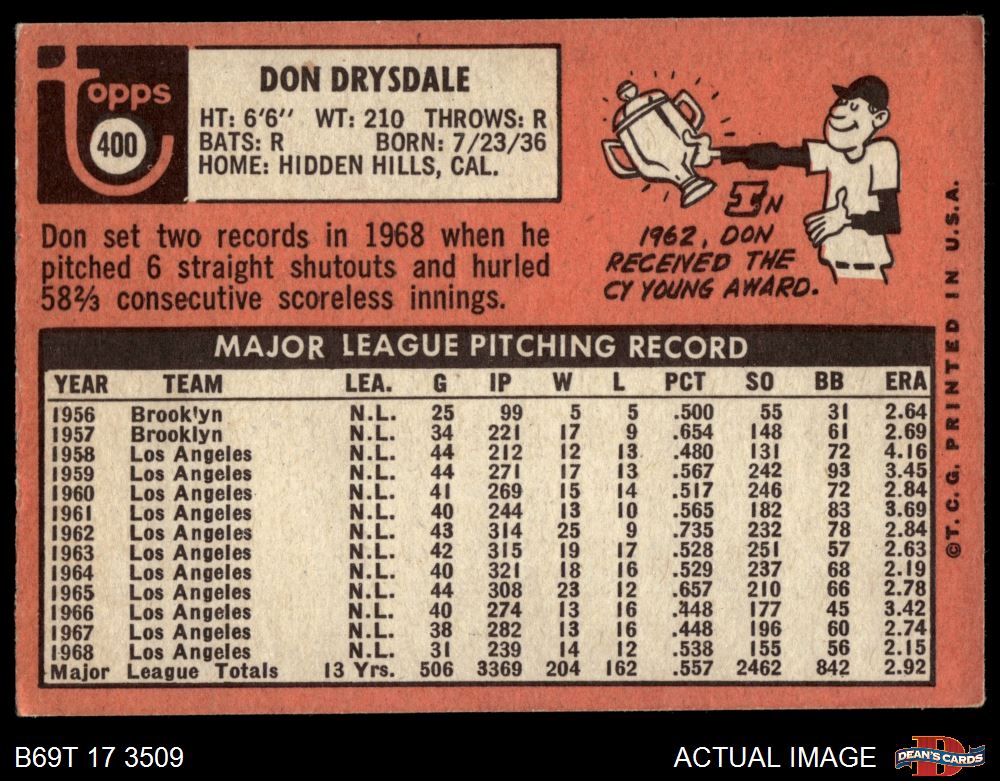 topps
400
DON DRYSDALE
HT: 6'6" WT: 210 THROWS: R
BATS: R BORN: 7/23/36
HOME: HIDDEN HILLS, CAL.
Don set two records in 1968 when he
pitched 6 straight shutouts and hurled
58⅔ consecutive scoreless innings.
IN
1962, DON
RECEIVED THE
CY YOUNG AWARD.
MAJOR LEAGUE PITCHING RECORD
YEAR TEAM LEA. G IP W L PCT SO BB ERA
1956 Brooklyn N.L. 25 99 5 5 .500 55 31 2.64
1957 Brooklyn N.L. 34 221 17 9 .654 148 61 2.69
1958 Los Angeles N.L. 44 212 12 13 .480 131 72 4.16
1959 Los Angeles N.L. 44 271 17 13 .567 242 93 3.45
1960 Los Angeles N.L. 41 269 15 14 .517 246 72 2.84
1961 Los Angeles N.L. 40 244 13 10 .565 182 83 3.69
1962 Los Angeles N.L. 43 314 25 9 .735 232 78 2.84
1963 Los Angeles N.L. 42 315 19 17 .528 251 57 2.63
1964 Los Angeles N.L. 40 321 18 16 .529 237 68 2.19
1965 Los Angeles N.L. 44 308 23 12 .657 210 66 2.78
1966 Los Angeles N.L. 40 274 13 16 .448 177 45 3.42
1967 Los Angeles N.L. 38 282 13 16 .448 196 60 2.74
1968 Los Angeles N.L. 31 239 14 12 .538 155 56 2.15
Major League Totals 13 Yrs. 506 3369 204 162 .557 2462 842 2.92
©T.C.G. PRINTED IN U.S.A.
B69T 17 3509
ACTUAL IMAGE
D
DEAN'S CARDS